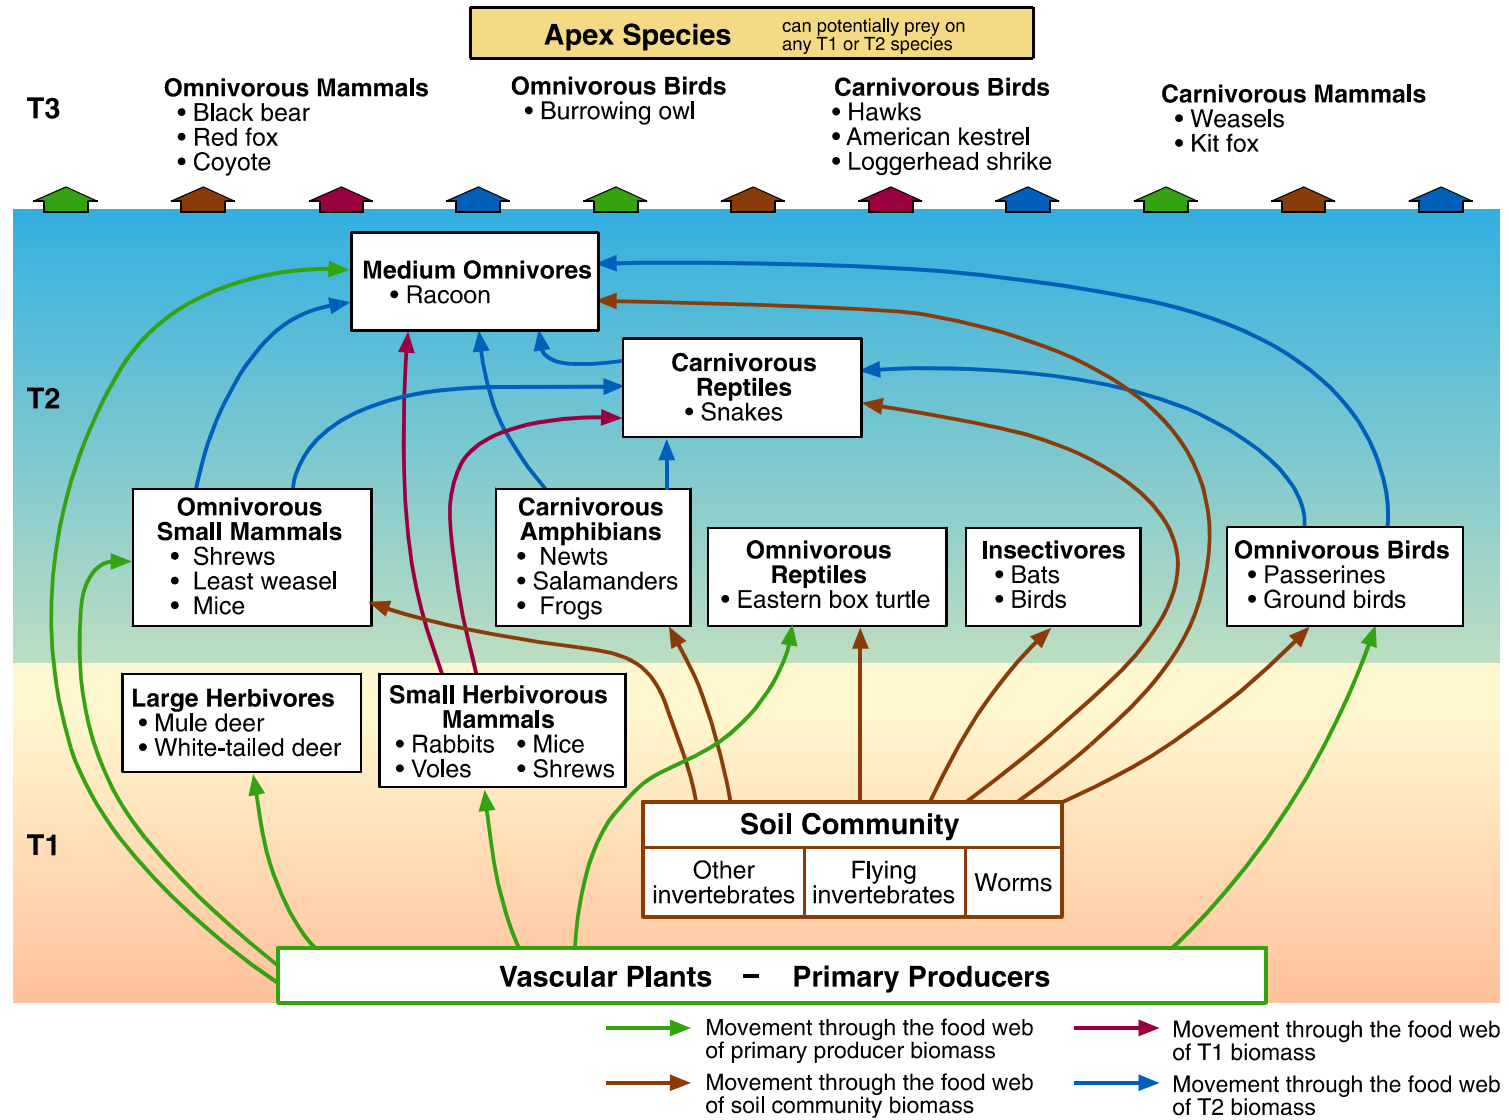 Apex Species
can potentially prey on
any T1 or T2 species
T3
Omnivorous Mammals
• Black bear
• Red fox
• Coyote
Omnivorous Birds
• Burrowing owl
Carnivorous Birds
• Hawks
• American kestrel
• Loggerhead shrike
Carnivorous Mammals
• Weasels
• Kit fox
T2
Medium Omnivores
• Racoon
Carnivorous
Reptiles
• Snakes
Omnivorous
Small Mammals
• Shrews
• Least weasel
• Mice
Carnivorous
Amphibians
• Newts
• Salamanders
• Frogs
Omnivorous
Reptiles
• Eastern box turtle
Insectivores
• Bats
• Birds
Omnivorous Birds
• Passerines
• Ground birds
T1
Large Herbivores
• Mule deer
• White-tailed deer
Small Herbivorous
Mammals
• Rabbits • Mice
• Voles • Shrews
Soil Community
Other
invertebrates
Flying
invertebrates
Worms
Vascular Plants – Primary Producers
Movement through the food web
of primary producer biomass
Movement through the food web
of soil community biomass
Movement through the food web
of T1 biomass
Movement through the food web
of T2 biomass